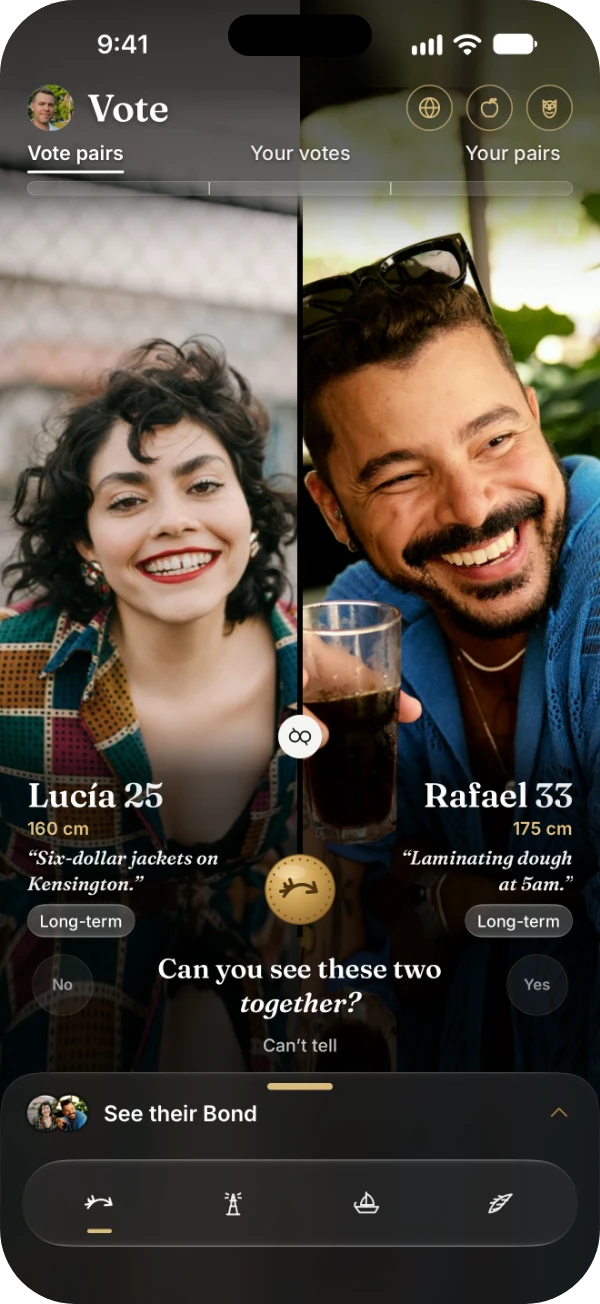 9:41
Vote
Vote pairs
Your votes
Your pairs
Lucía 25
160 cm
“Six-dollar jackets on
Kensington.”
Long-term
Rafael 33
175 cm
“Laminating dough
at 5am.”
Long-term
No
Can you see these two
together?
Yes
Can’t tell
See their Bond